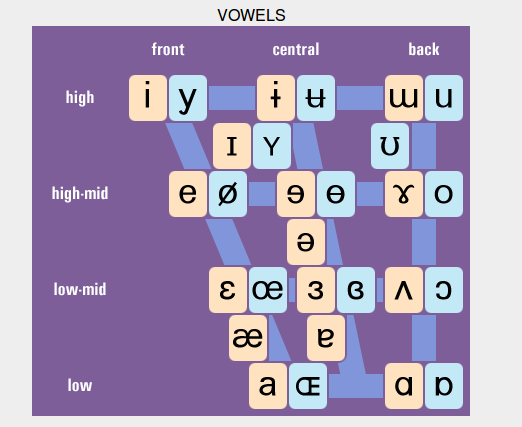 VOWELS
front central back
high i y ɨ ʉ ɯ u
ɪ ʏ ʊ
high-mid e ø ɘ ɵ ɤ o
ə
low-mid ɛ œ ɜ ɞ ʌ ɔ
æ ɐ
low a ɶ ɑ ɒ